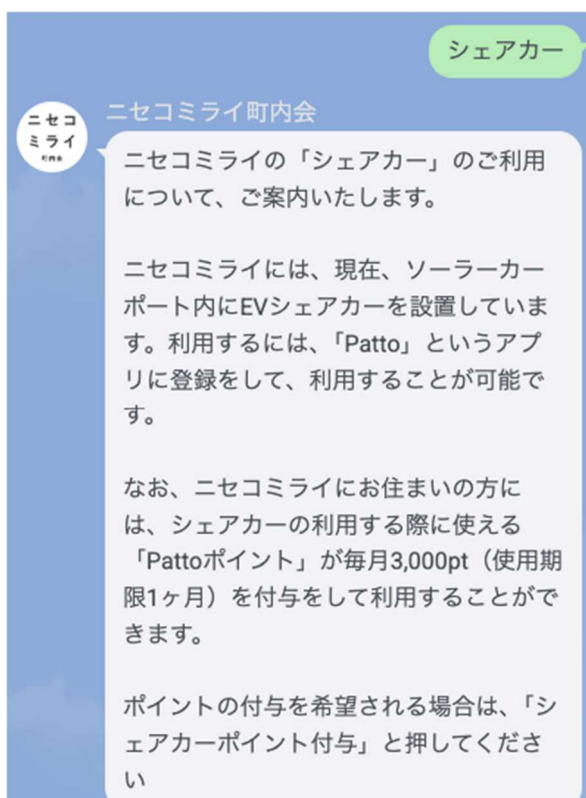 シェアカー
ニセコ
ミライ
町内会
ニセコミライ町内会
ニセコミライの「シェアカー」のご利用
について、ご案内いたします。
ニセコミライには、現在、ソーラーカー
ポート内にEVシェアカーを設置していま
す。利用するには、「Patto」というアプ
リに登録をして、利用することが可能で
す。
なお、ニセコミライにお住まいの方に
は、シェアカーの利用する際に使える
「Pattoポイント」が毎月3,000pt（使用期
限1ヶ月）を付与をして利用することがで
きます。
ポイントの付与を希望される場合は、「シ
ェアカーポイント付与」と押してくださ
い